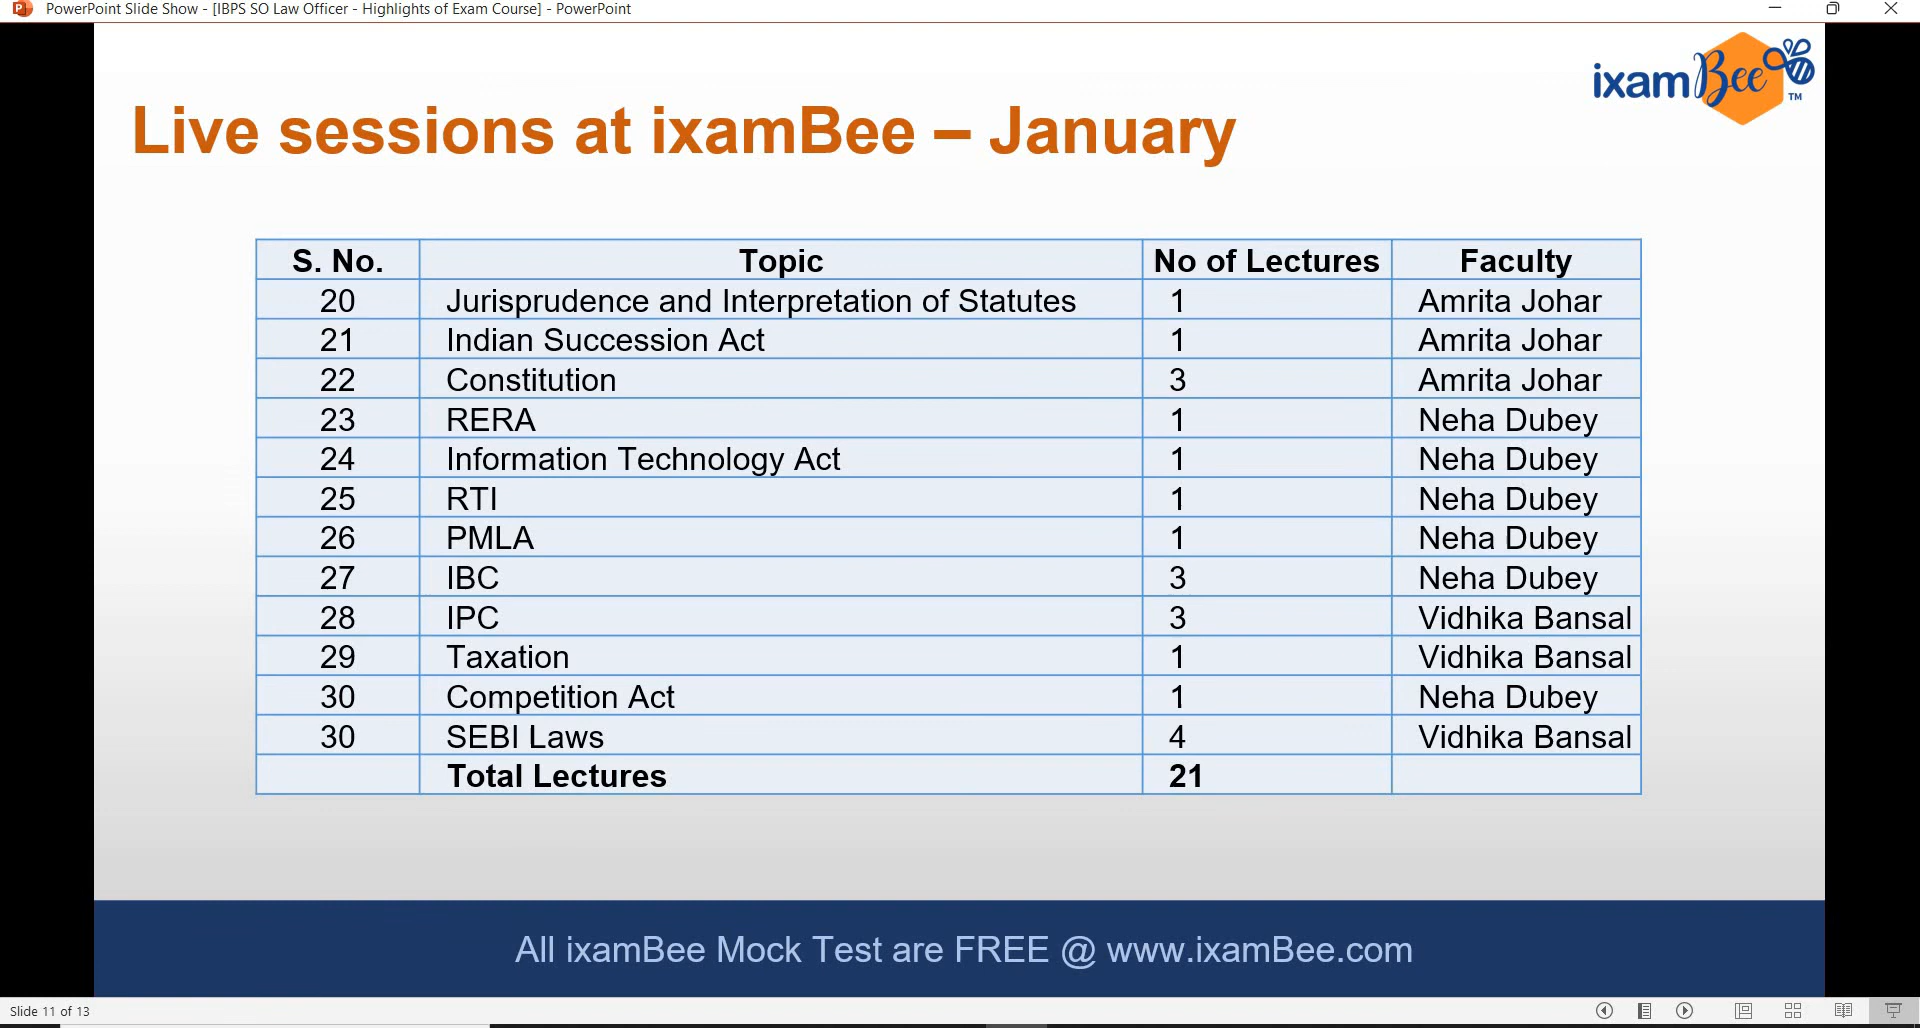 PowerPoint Slide Show - [IBPS SO Law Officer - Highlights of Exam Course] - PowerPoint
ixamBee TM
Live sessions at ixamBee – January
S. No. Topic No of Lectures Faculty
20 Jurisprudence and Interpretation of Statutes 1 Amrita Johar
21 Indian Succession Act 1 Amrita Johar
22 Constitution 3 Amrita Johar
23 RERA 1 Neha Dubey
24 Information Technology Act 1 Neha Dubey
25 RTI 1 Neha Dubey
26 PMLA 1 Neha Dubey
27 IBC 3 Neha Dubey
28 IPC 3 Vidhika Bansal
29 Taxation 1 Vidhika Bansal
30 Competition Act 1 Neha Dubey
30 SEBI Laws 4 Vidhika Bansal
Total Lectures 21
All ixamBee Mock Test are FREE @ www.ixamBee.com
Slide 11 of 13